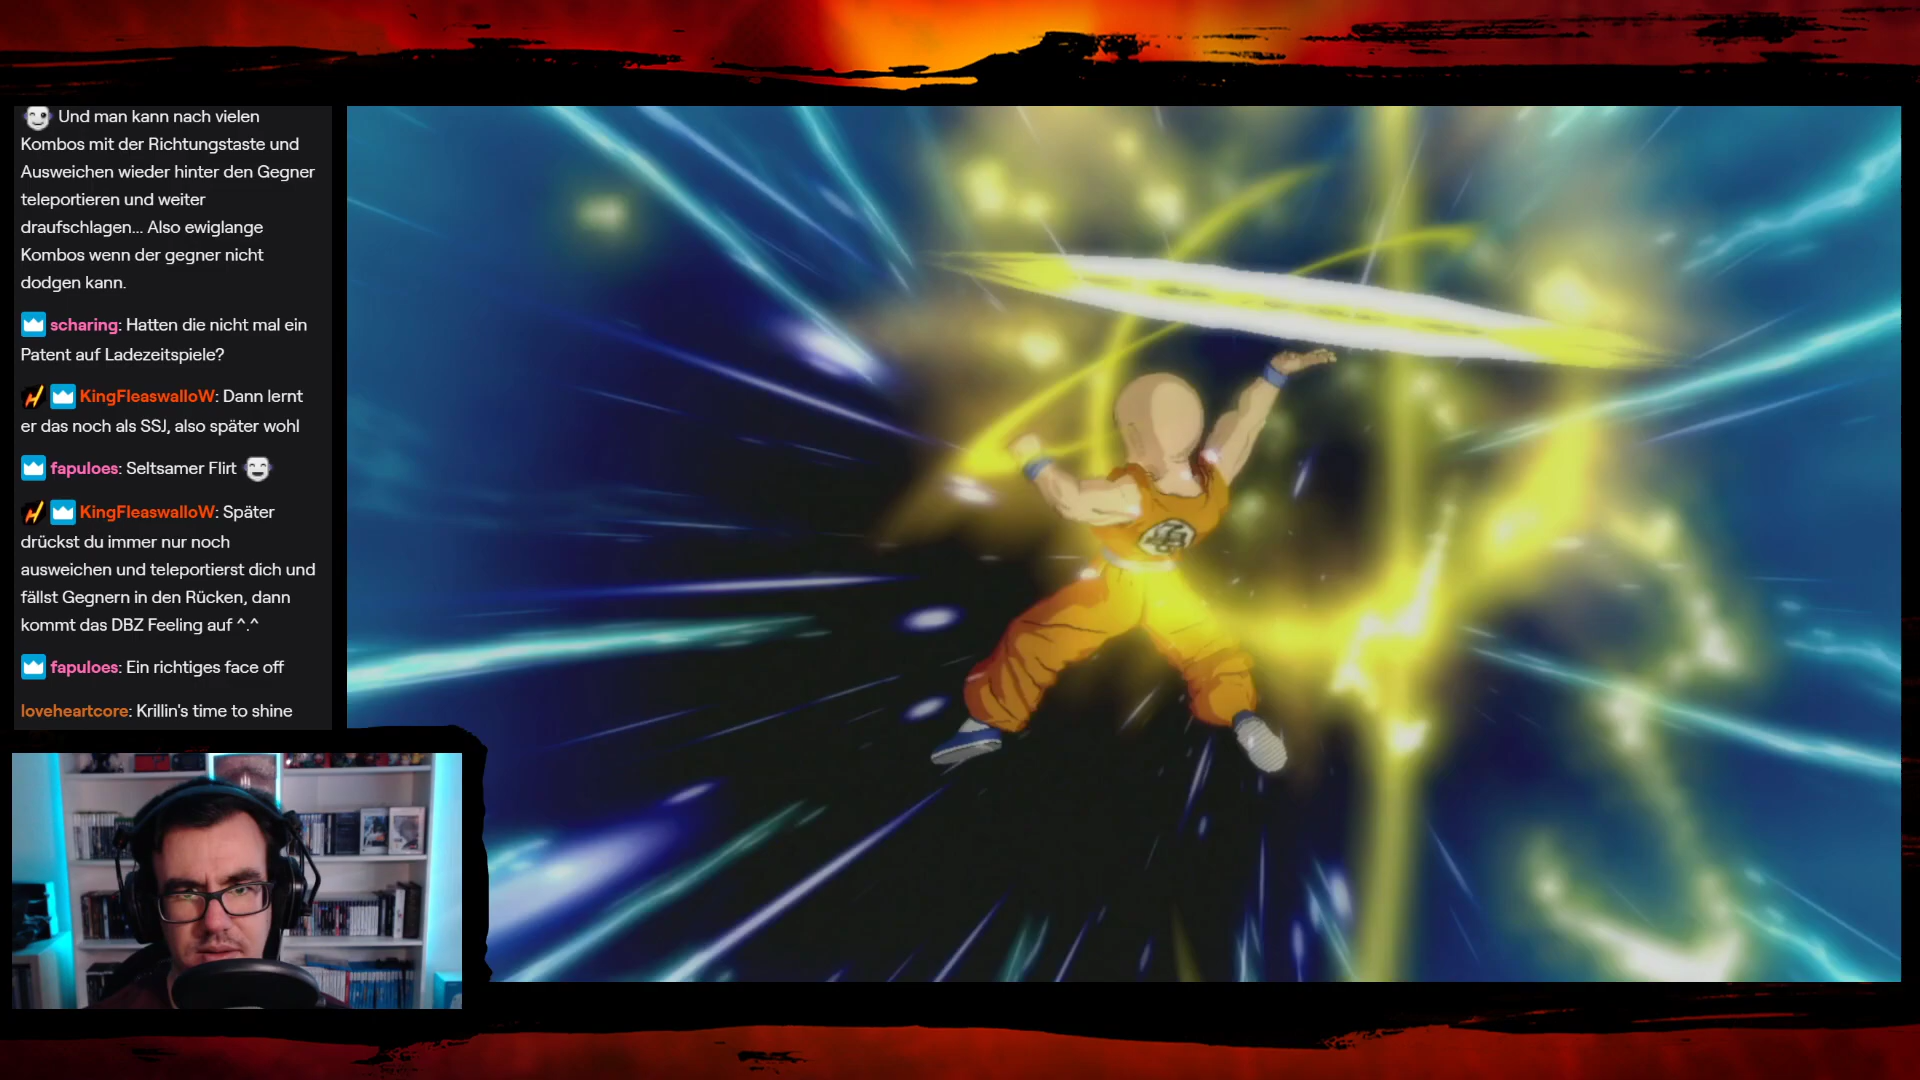 Und man kann nach vielen
Kombos mit der Richtungstaste und
Ausweichen wieder hinter den Gegner
teleportieren und weiter
draufschlagen... Also ewiglange
Kombos wenn der gegner nicht
dodgen kann.
scharing: Hatten die nicht mal ein
Patent auf Ladezeitspiele?
KingFleaswalloW: Dann lernt
er das noch als SSJ, also später wohl
fapuloes: Seltsamer Flirt
KingFleaswalloW: Später
drückst du immer nur noch
ausweichen und teleportierst dich und
fällst Gegnern in den Rücken, dann
kommt das DBZ Feeling auf ^.^
fapuloes: Ein richtiges face off
loveheartcore: Krillin's time to shine